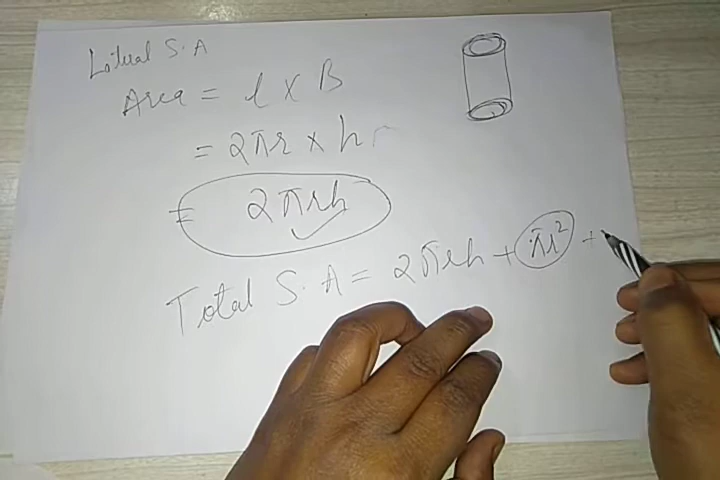 Lateral S.A
Area = l × B
= 2πr × h
= 2πrh
Total S.A = 2πrh + πr² +